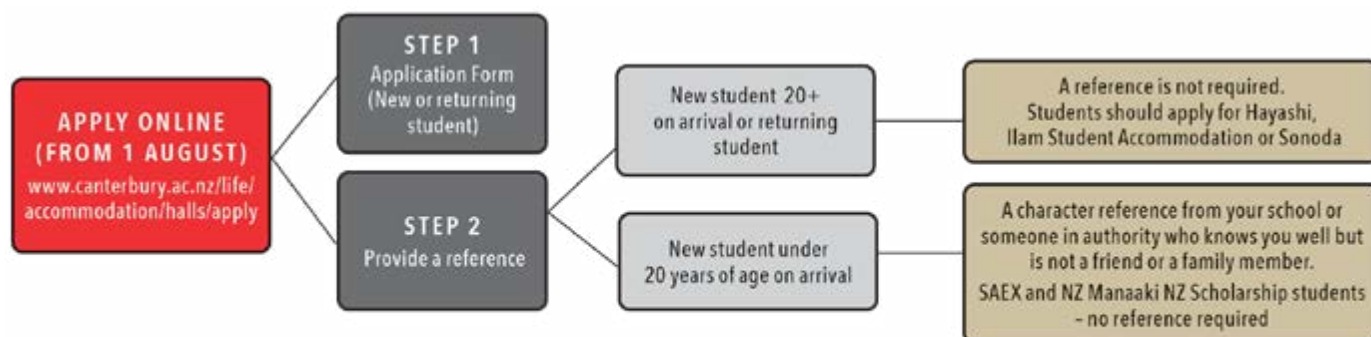 APPLY ONLINE
(FROM 1 AUGUST)
www.canterbury.ac.nz/life/
accommodation/halls/apply
STEP 1
Application Form
(New or returning
student)
STEP 2
Provide a reference
New student 20+
on arrival or returning
student
New student under
20 years of age on arrival
A reference is not required.
Students should apply for Hayashi,
Ilam Student Accommodation or Sonoda
A character reference from your school or
someone in authority who knows you well but
is not a friend or a family member.
SAEX and NZ Manaaki NZ Scholarship students
– no reference required